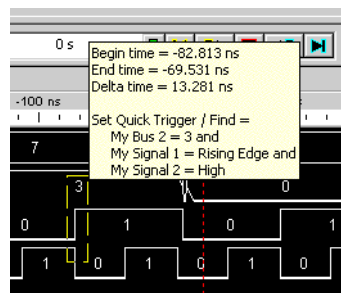 0 s
Begin time = -82.813 ns
End time = -69.531 ns
Delta time = 13.281 ns
-100 ns
Set Quick Trigger / Find =
My Bus 2 = 3 and
My Signal 1 = Rising Edge and
My Signal 2 = High
7
3 0
0 1 0 1
1 0 1 0 1 0